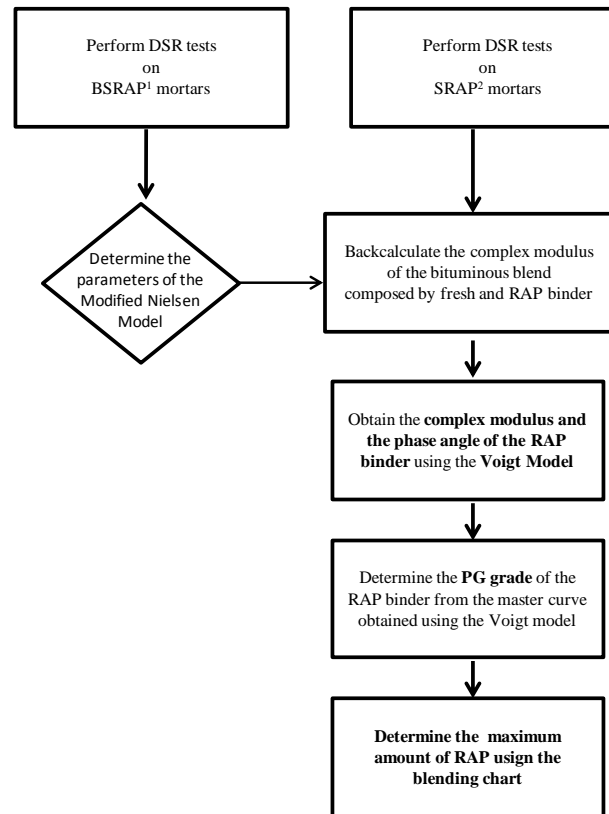 Perform DSR tests
on
BSRAP¹ mortars
Perform DSR tests
on
SRAP² mortars
Determine the
parameters of the
Modified Nielsen
Model
Backcalculate the complex modulus
of the bituminous blend
composed by fresh and RAP binder
Obtain the complex modulus and
the phase angle of the RAP
binder using the Voigt Model
Determine the PG grade of the
RAP binder from the master curve
obtained using the Voigt model
Determine the maximum
amount of RAP usign the
blending chart